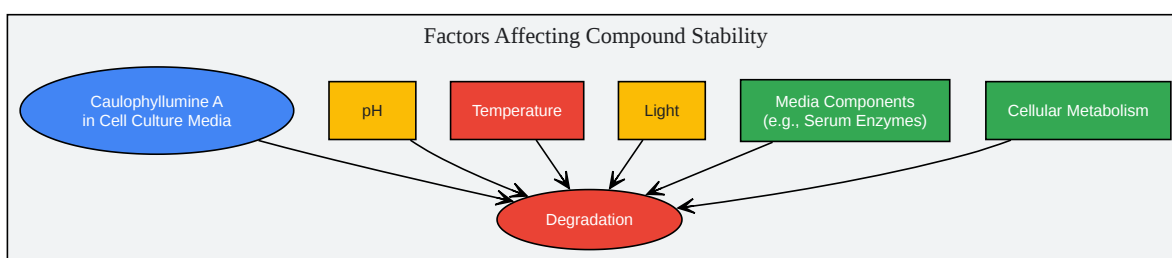 Factors Affecting Compound Stability
Caulophyllumine A
in Cell Culture Media
pH
Temperature
Light
Media Components
(e.g., Serum Enzymes)
Cellular Metabolism
Degradation